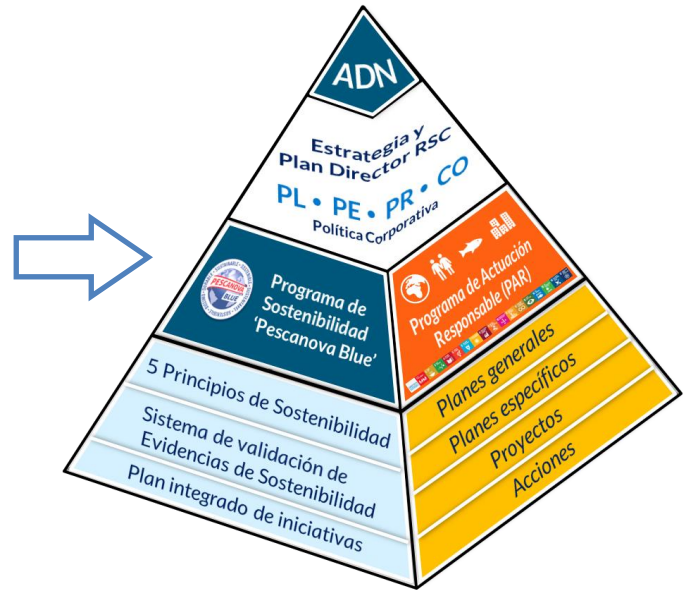 ADN
Estrategia y
Plan Director RSC
PL • PE • PR • CO
Política Corporativa
PESCANOVA
BLUE
Programa de
Sostenibilidad
‘Pescanova Blue’
Programa de Actuación
Responsable (PAR)
5 Principios de Sostenibilidad
Sistema de validación de
Evidencias de Sostenibilidad
Plan integrado de iniciativas
Planes generales
Planes específicos
Proyectos
Acciones